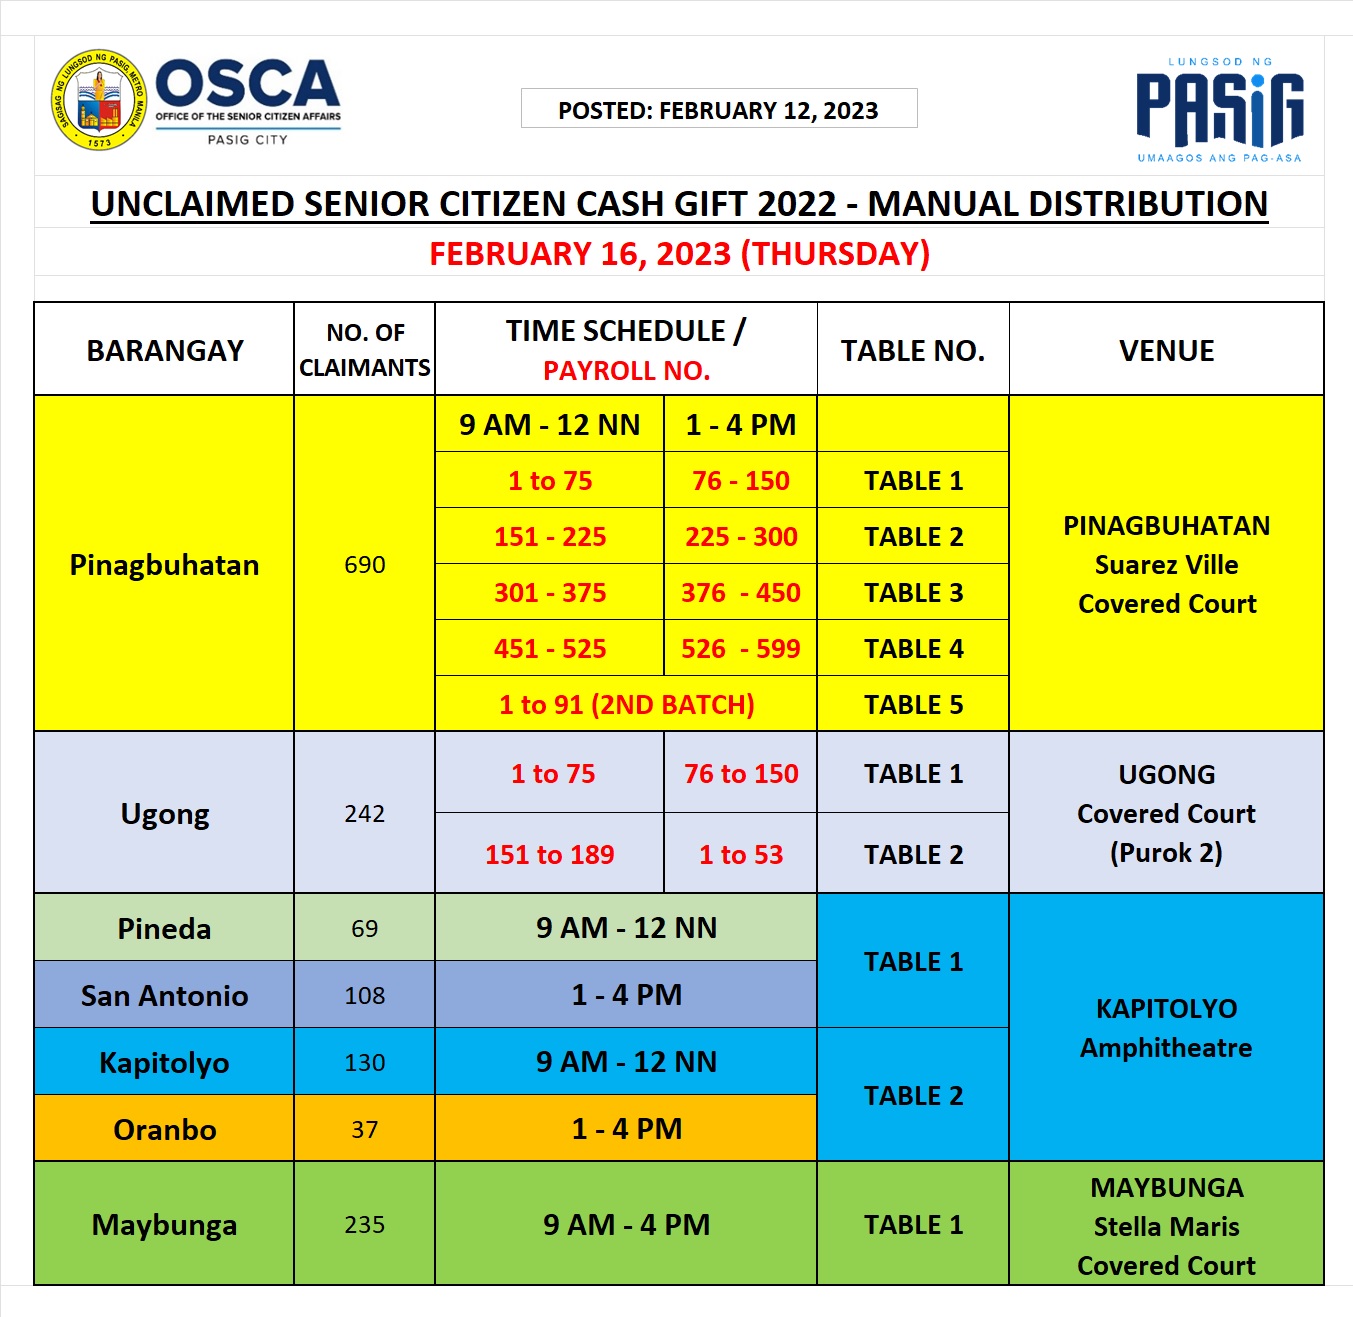 SAGISAG NG LUNGSOD NG PASIG, METRO MANILA
1573
OSCA
OFFICE OF THE SENIOR CITIZEN AFFAIRS
PASIG CITY
POSTED: FEBRUARY 12, 2023
LUNGSOD NG
PASiG
UMAAGOS ANG PAG-ASA
UNCLAIMED SENIOR CITIZEN CASH GIFT 2022 - MANUAL DISTRIBUTION
FEBRUARY 16, 2023 (THURSDAY)
BARANGAY
NO. OF
CLAIMANTS
TIME SCHEDULE /
PAYROLL NO.
TABLE NO.
VENUE
9 AM - 12 NN
1 - 4 PM
Pinagbuhatan
690
1 to 75
76 - 150
TABLE 1
151 - 225
225 - 300
TABLE 2
301 - 375
376 - 450
TABLE 3
451 - 525
526 - 599
TABLE 4
1 to 91 (2ND BATCH)
TABLE 5
PINAGBUHATAN
Suarez Ville
Covered Court
Ugong
242
1 to 75
76 to 150
TABLE 1
151 to 189
1 to 53
TABLE 2
UGONG
Covered Court
(Purok 2)
Pineda
69
9 AM - 12 NN
TABLE 1
San Antonio
108
1 - 4 PM
Kapitolyo
130
9 AM - 12 NN
TABLE 2
Oranbo
37
1 - 4 PM
KAPITOLYO
Amphitheatre
Maybunga
235
9 AM - 4 PM
TABLE 1
MAYBUNGA
Stella Maris
Covered Court